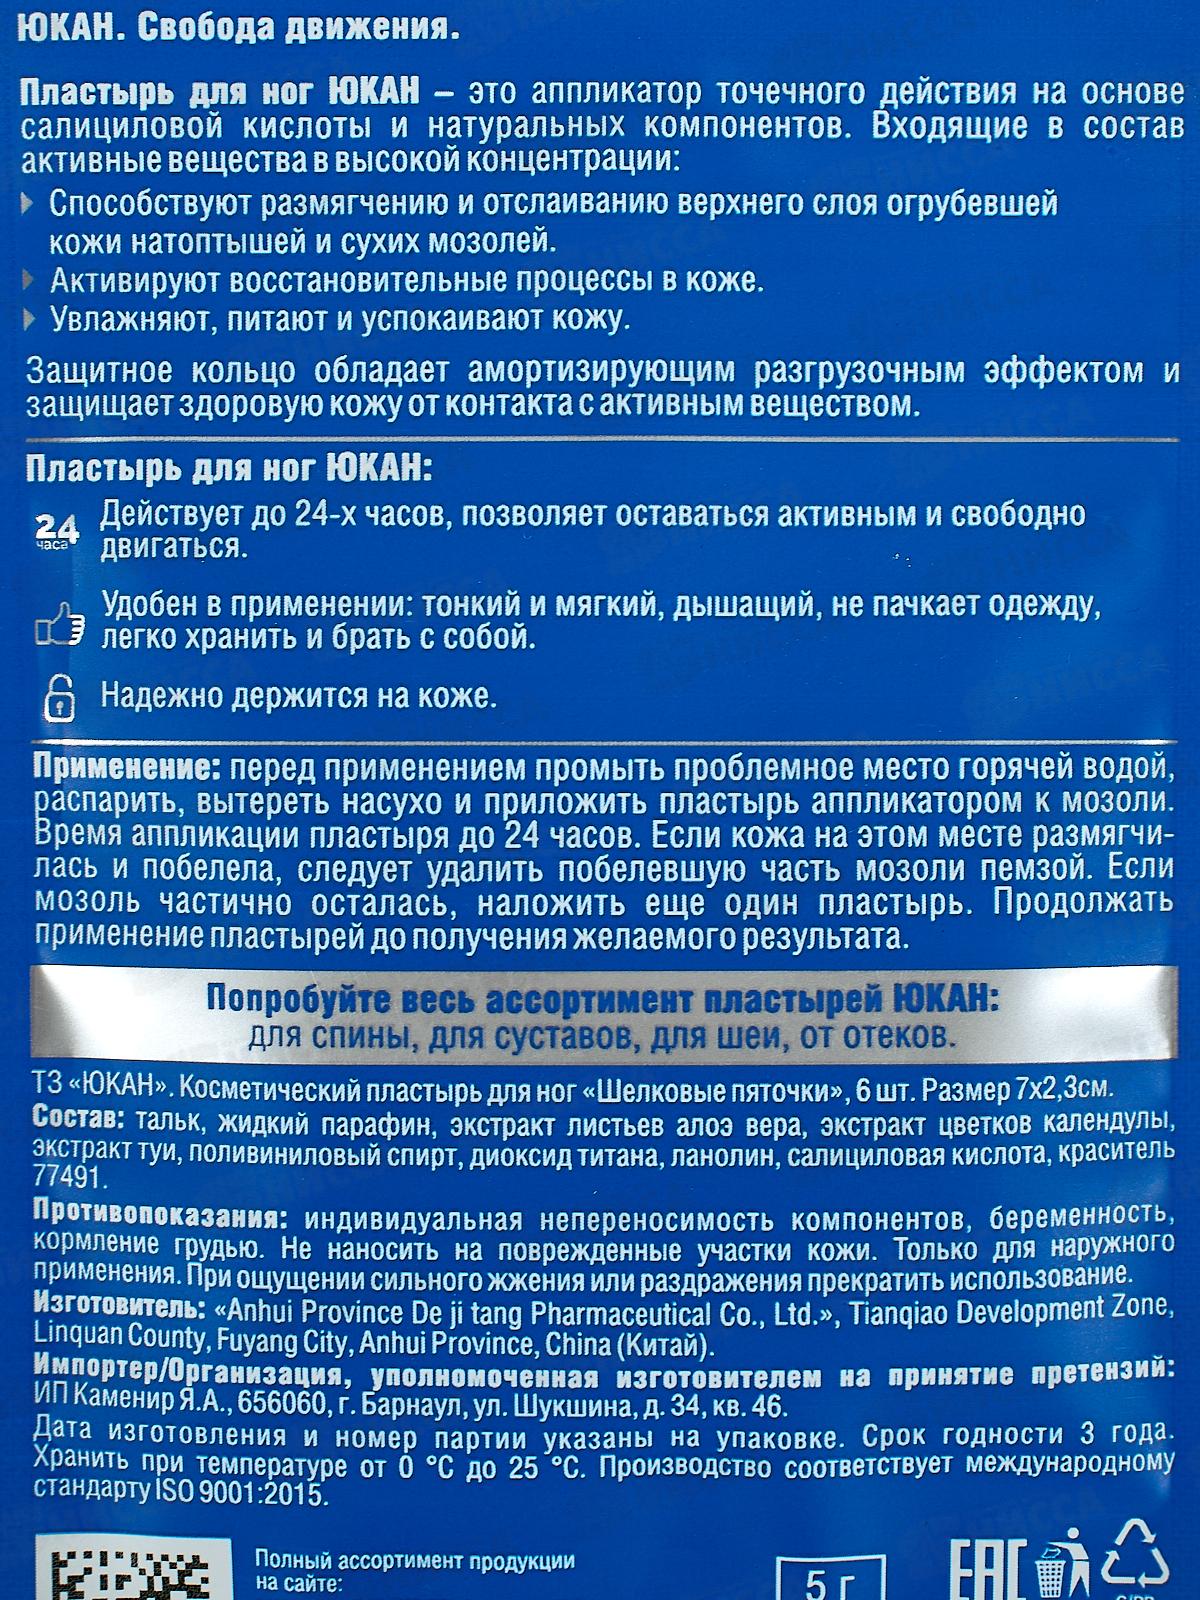 ЮКАН. Свобода движения.
Пластырь для ног ЮКАН – это аппликатор точечного действия на основе
салициловой кислоты и натуральных компонентов. Входящие в состав
активные вещества в высокой концентрации:
Способствуют размягчению и отслаиванию верхнего слоя огрубевшей
кожи натоптышей и сухих мозолей.
Активируют восстановительные процессы в коже.
Увлажняют, питают и успокаивают кожу.
Защитное кольцо обладает амортизирующим разгрузочным эффектом и
защищает здоровую кожу от контакта с активным веществом.
Пластырь для ног ЮКАН:
24
часа
Действует до 24-х часов, позволяет оставаться активным и свободно
двигаться.
Удобен в применении: тонкий и мягкий, дышащий, не пачкает одежду,
легко хранить и брать с собой.
Надежно держится на коже.
Применение: перед применением промыть проблемное место горячей водой,
распарить, вытереть насухо и приложить пластырь аппликатором к мозоли.
Время аппликации пластыря до 24 часов. Если кожа на этом месте размягчи-
лась и побелела, следует удалить побелевшую часть мозоли пемзой. Если
мозоль частично осталась, наложить еще один пластырь. Продолжать
применение пластырей до получения желаемого результата.
Попробуйте весь ассортимент пластырей ЮКАН:
для спины, для суставов, для шеи, от отеков.
ТЗ «ЮКАН». Косметический пластырь для ног «Шелковые пяточки», 6 шт. Размер 7х2,3см.
Состав: тальк, жидкий парафин, экстракт листьев алоэ вера, экстракт цветков календулы,
экстракт туи, поливиниловый спирт, диоксид титана, ланолин, салициловая кислота, краситель
77491.
Противопоказания: индивидуальная непереносимость компонентов, беременность,
кормление грудью. Не наносить на поврежденные участки кожи. Только для наружного
применения. При ощущении сильного жжения или раздражения прекратить использование.
Изготовитель: «Anhui Province De ji tang Pharmaceutical Co., Ltd.», Tianqiao Development Zone,
Linquan County, Fuyang City, Anhui Province, China (Китай).
Импортер/Организация, уполномоченная изготовителем на принятие претензий:
ИП Каменир Я.А., 656060, г. Барнаул, ул. Шукшина, д. 34, кв. 46.
Дата изготовления и номер партии указаны на упаковке. Срок годности 3 года.
Хранить при температуре от 0 °С до 25 °С. Производство соответствует международному
стандарту ISO 9001:2015.
Полный ассортимент продукции
на сайте:
5 г
EAC